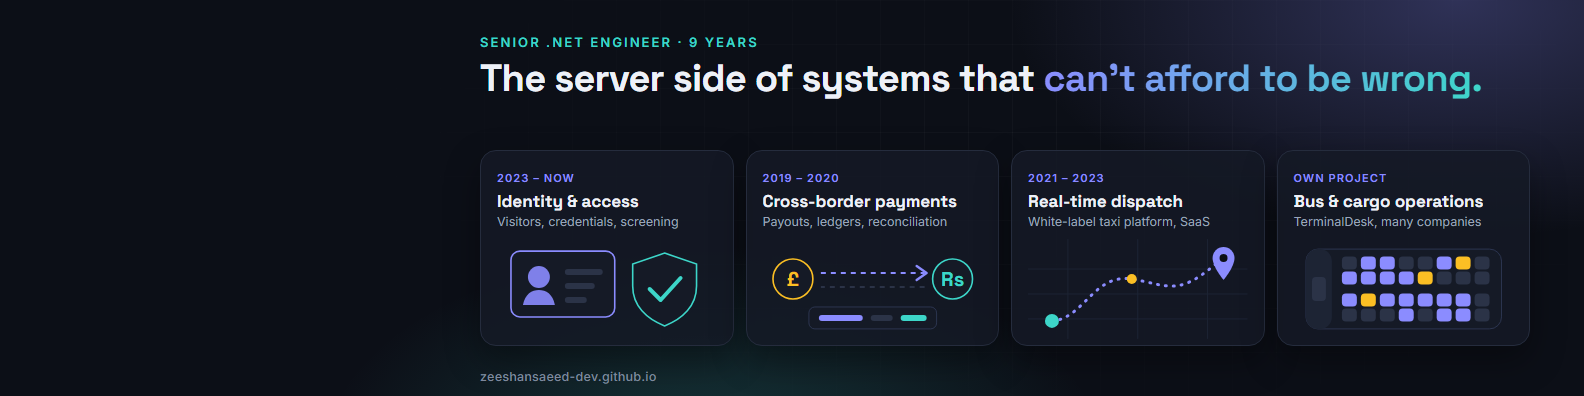 SENIOR .NET ENGINEER · 9 YEARS
The server side of systems that can’t afford to be wrong.
2023 – NOW
Identity & access
Visitors, credentials, screening
2019 – 2020
Cross-border payments
Payouts, ledgers, reconciliation
£
Rs
2021 – 2023
Real-time dispatch
White-label taxi platform, SaaS
OWN PROJECT
Bus & cargo operations
TerminalDesk, many companies
zeeshansaeed-dev.github.io